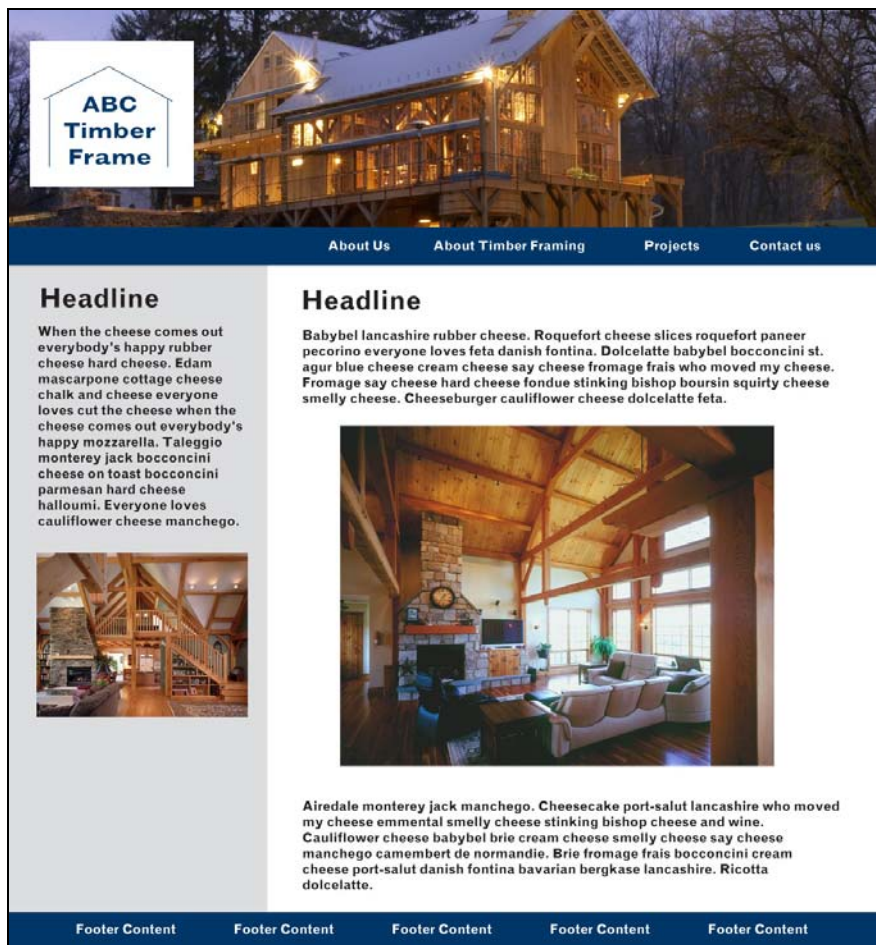 ABC
Timber
Frame
About Us About Timber Framing Projects Contact us
Headline
When the cheese comes out
everybody's happy rubber
cheese hard cheese. Edam
mascarpone cottage cheese
chalk and cheese everyone
loves cut the cheese when the
cheese comes out everybody's
happy mozzarella. Taleggio
monterey jack bocconcini
cheese on toast bocconcini
parmesan hard cheese
halloumi. Everyone loves
cauliflower cheese manchego.
Headline
Babybel lancashire rubber cheese. Roquefort cheese slices roquefort paneer
pecorino everyone loves feta danish fontina. Dolcelatte babybel bocconcini st.
agur blue cheese cream cheese say cheese fromage frais who moved my cheese.
Fromage say cheese hard cheese fondue stinking bishop boursin squirty cheese
smelly cheese. Cheeseburger cauliflower cheese dolcelatte feta.
Airedale monterey jack manchego. Cheesecake port-salut lancashire who moved
my cheese emmental smelly cheese stinking bishop cheese and wine.
Cauliflower cheese babybel brie cream cheese smelly cheese say cheese
manchego camembert de normandie. Brie fromage frais bocconcini cream
cheese port-salut danish fontina bavarian bergkase lancashire. Ricotta
dolcelatte.
Footer Content Footer Content Footer Content Footer Content Footer Content